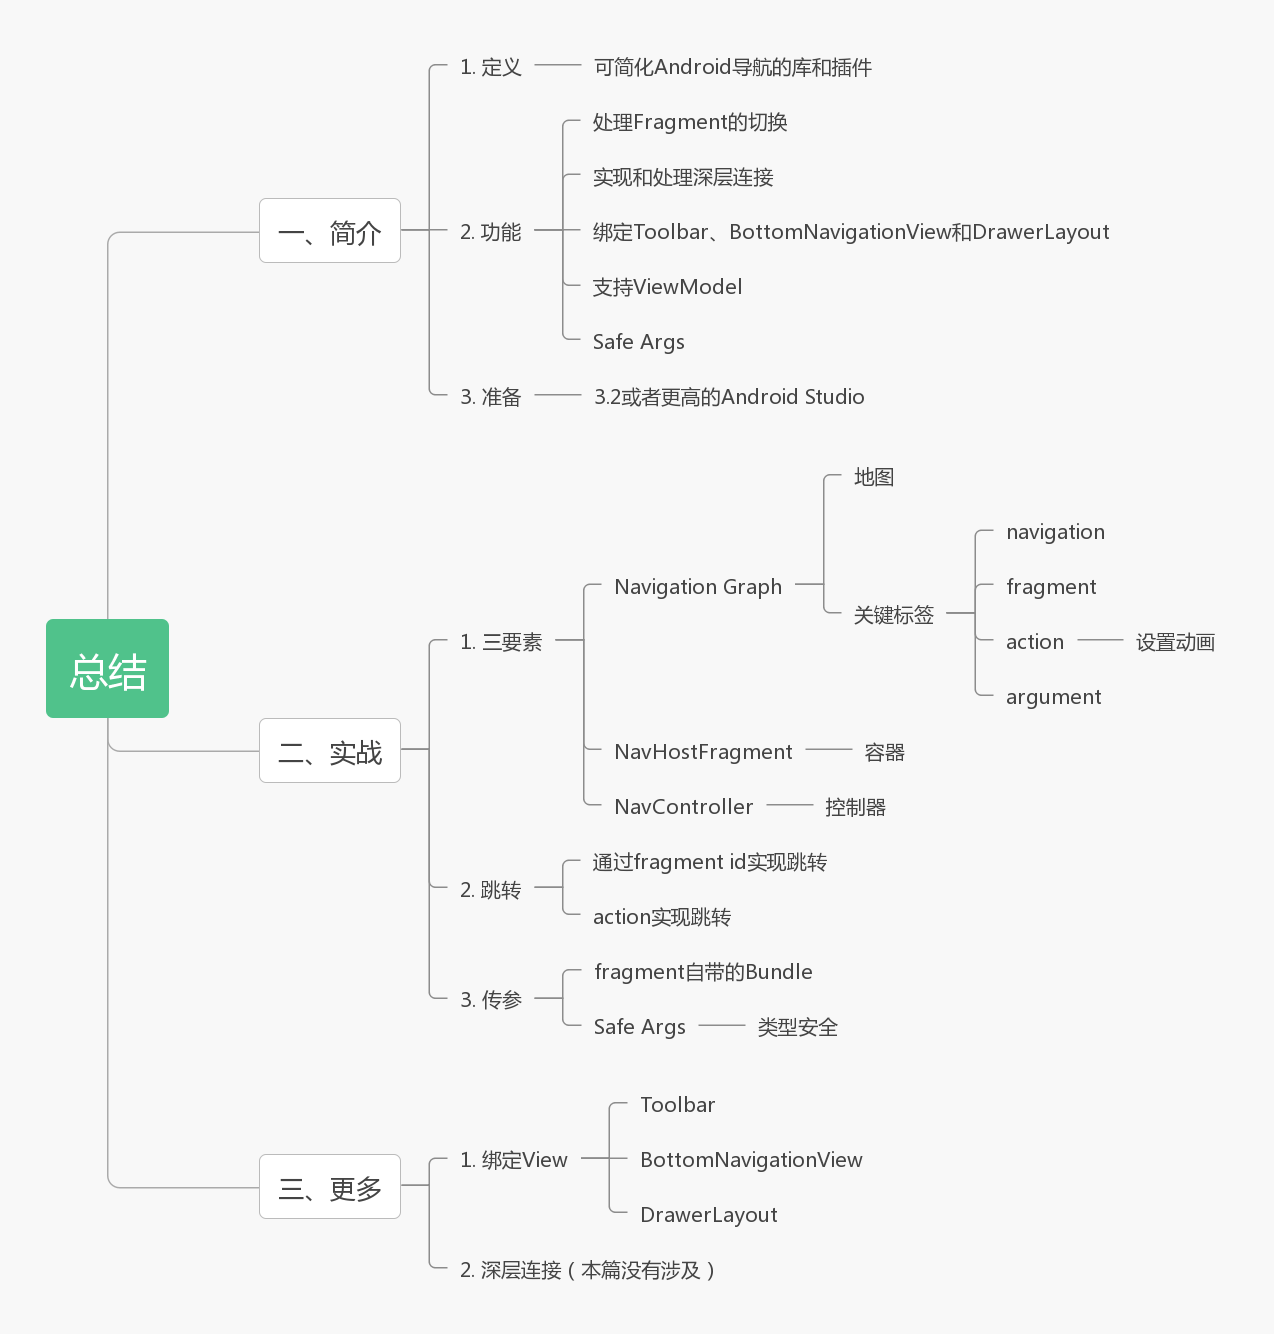 总结
一、简介
1. 定义
可简化Android导航的库和插件
2. 功能
处理Fragment的切换
实现和处理深层连接
绑定Toolbar、BottomNavigationView和DrawerLayout
支持ViewModel
Safe Args
3. 准备
3.2或者更高的Android Studio
二、实战
1. 三要素
Navigation Graph
地图
关键标签
navigation
fragment
action
设置动画
argument
NavHostFragment
容器
NavController
控制器
2. 跳转
通过fragment id实现跳转
action实现跳转
3. 传参
fragment自带的Bundle
Safe Args
类型安全
三、更多
1. 绑定View
Toolbar
BottomNavigationView
DrawerLayout
2. 深层连接（本篇没有涉及）